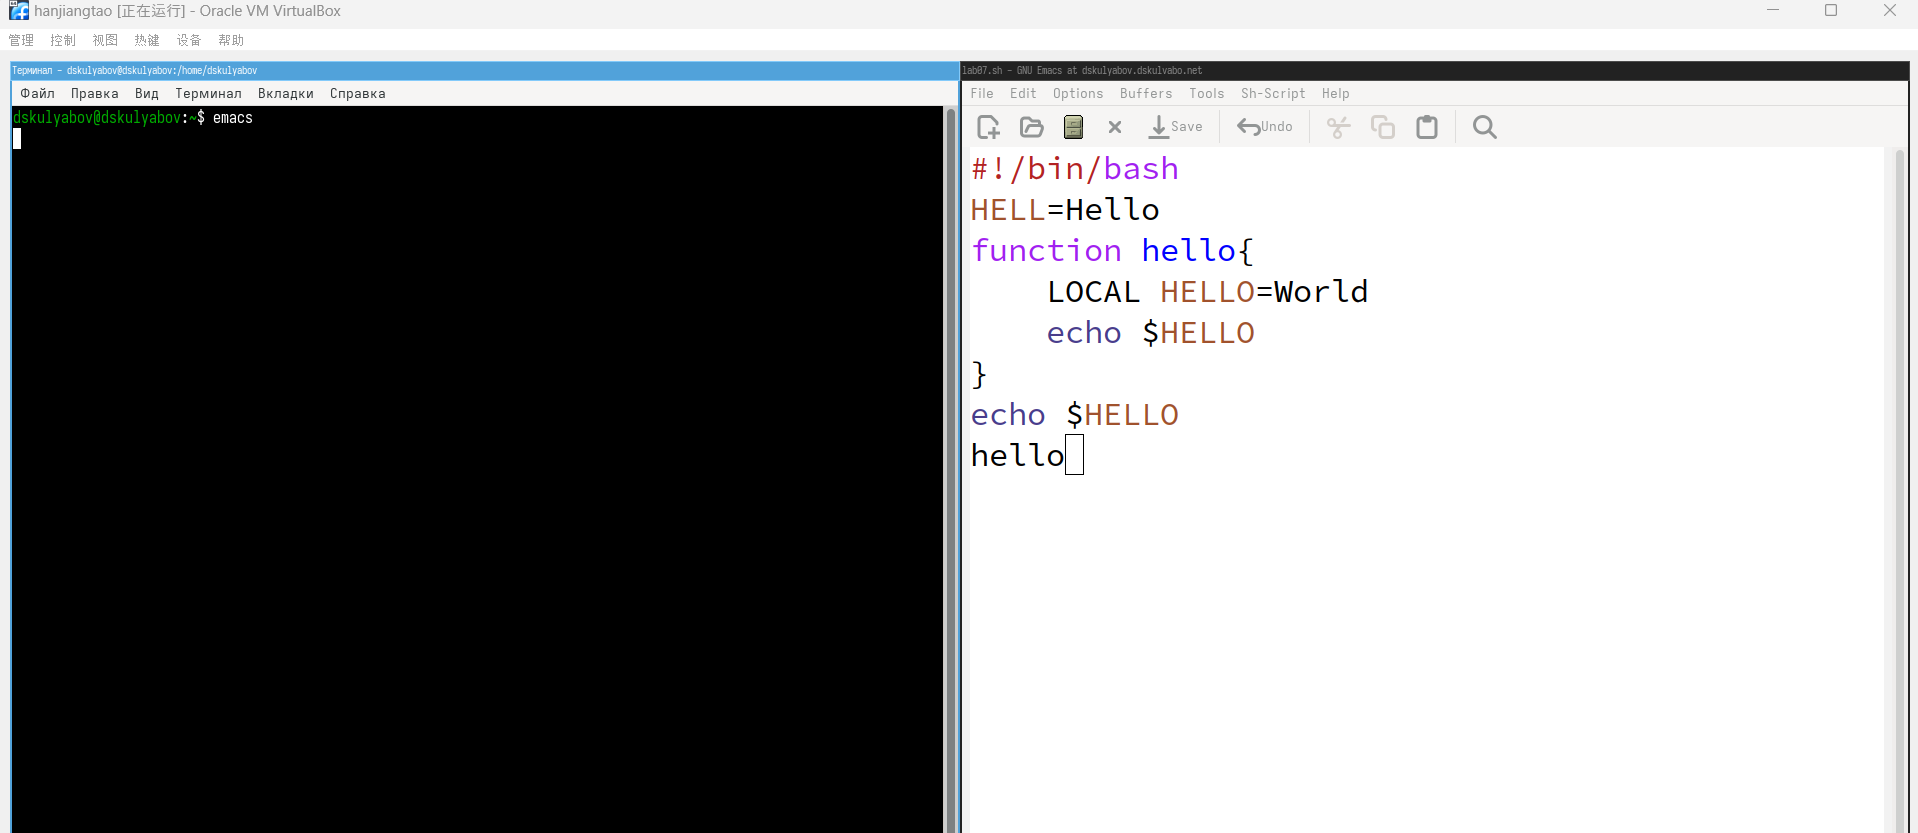 hanjiangtao [正在运行] - Oracle VM VirtualBox
管理 控制 视图 热键 设备 帮助
Терминал - dskulyabov@dskulyabov:/home/dskulyabov
Файл Правка Вид Терминал Вкладки Справка
dskulyabov@dskulyabov:~$ emacs
lab07.sh - GNU Emacs at dskulyabov.dskulvabo.net
File Edit Options Buffers Tools Sh-Script Help
Save Undo
#!/bin/bash
HELL=Hello
function hello{
    LOCAL HELLO=World
    echo $HELLO
}
echo $HELLO
hello